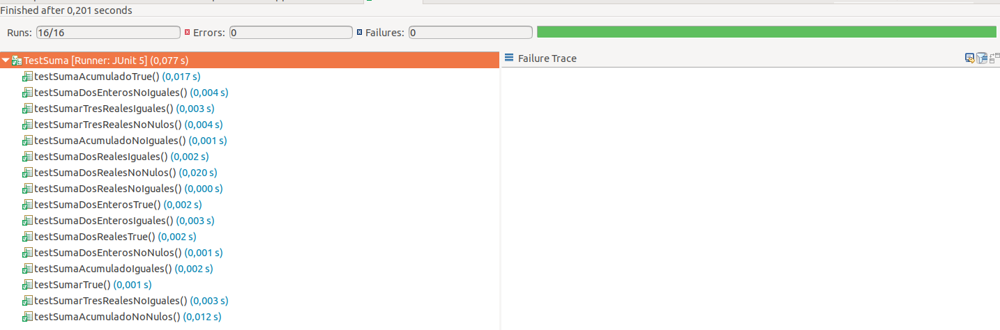 Finished after 0,201 seconds
Runs: 16/16 Errors: 0 Failures: 0
TestSuma [Runner: JUnit 5] (0,077 s)
Failure Trace
testSumaAcumuladoTrue() (0,017 s)
testSumaDosEnterosNoIguales() (0,004 s)
testSumarTresRealesIguales() (0,003 s)
testSumarTresRealesNoNulos() (0,004 s)
testSumaAcumuladoNoIguales() (0,001 s)
testSumaDosRealesIguales() (0,002 s)
testSumaDosRealesNoNulos() (0,020 s)
testSumaDosRealesNoIguales() (0,000 s)
testSumaDosEnterosTrue() (0,002 s)
testSumaDosEnterosIguales() (0,003 s)
testSumaDosRealesTrue() (0,002 s)
testSumaDosEnterosNoNulos() (0,001 s)
testSumaAcumuladoIguales() (0,002 s)
testSumarTrue() (0,001 s)
testSumarTresRealesNoIguales() (0,003 s)
testSumaAcumuladoNoNulos() (0,012 s)